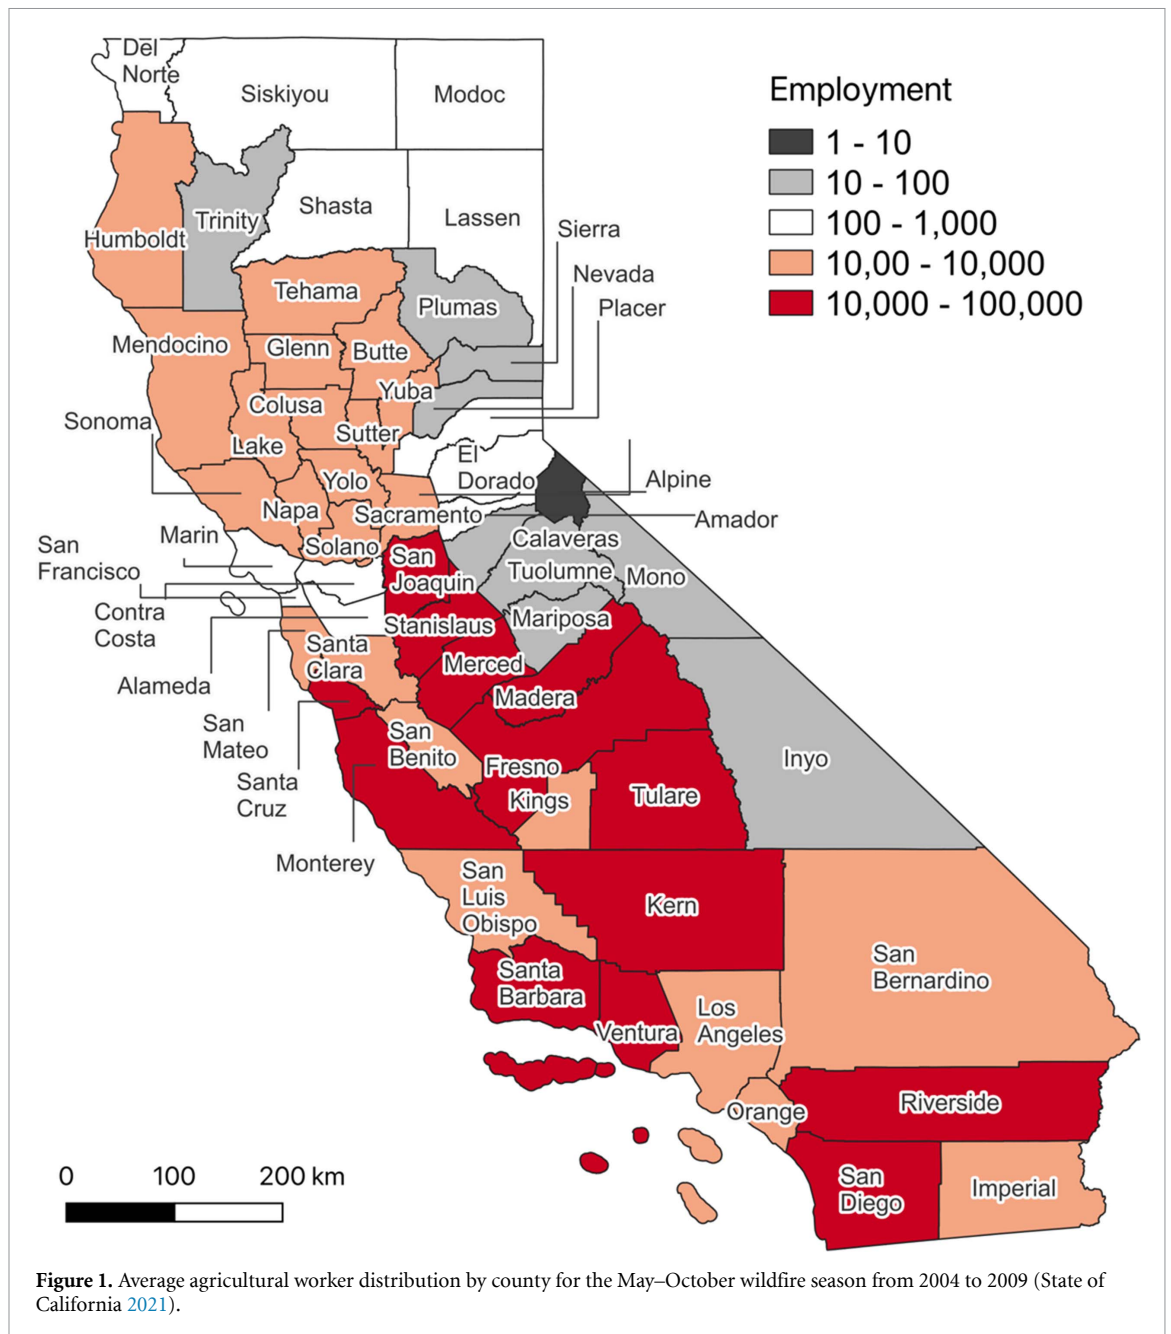 Del
Norte
Siskiyou
Modoc
Employment
1 - 10
10 - 100
100 - 1,000
10,00 - 10,000
10,000 - 100,000
Shasta
Trinity
Lassen
Humboldt
Sierra
Nevada
Placer
Tehama
Plumas
Mendocino
Glenn
Butte
Yuba
Colusa
Sonoma
Sutter
Lake
El
Dorado
Yolo
Alpine
Napa
Sacramento
Amador
Marin
Solano
San
Francisco
San
Joaquin
Calaveras
Tuolumne
Mono
Contra
Costa
Mariposa
Stanislaus
Santa
Clara
Merced
Alameda
Madera
San
Mateo
San
Benito
Inyo
Santa
Cruz
Fresno
Kings
Tulare
Monterey
San
Luis
Obispo
Kern
San
Bernardino
Santa
Barbara
Los
Angeles
Ventura
Orange
Riverside
San
Diego
Imperial
0 100 200 km
Figure 1. Average agricultural worker distribution by county for the May–October wildfire season from 2004 to 2009 (State of
California 2021).